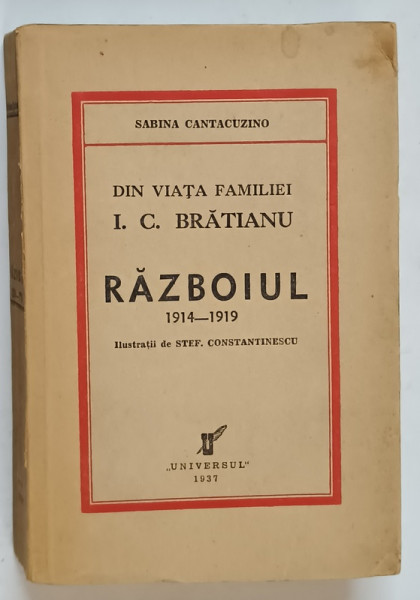 SABINA CANTACUZINO
DIN VIAȚA FAMILIEI
I. C. BRĂTIANU
RĂZBOIUL
1914—1919
Ilustrații de STEF. CONSTANTINESCU
„UNIVERSUL“
1937